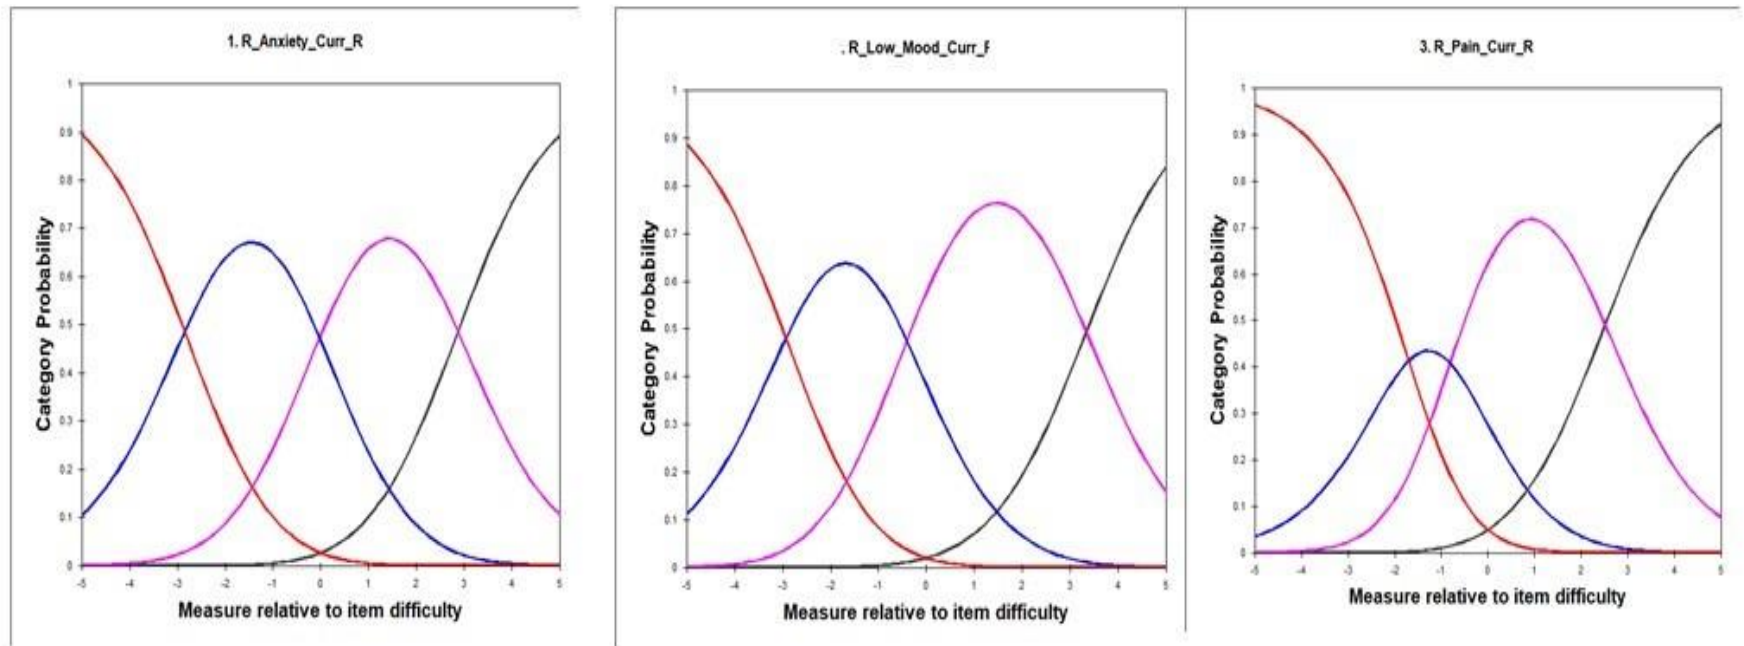 1. R_Anxiety_Curr_R
Category Probability
1
0.9
0.8
0.7
0.6
0.5
0.4
0.3
0.2
0.1
0
-5 -4 -3 -2 -1 0 1 2 3 4 5
Measure relative to item difficulty
. R_Low_Mood_Curr_F
Category Probability
1
0.9
0.8
0.7
0.6
0.5
0.4
0.3
0.2
0.1
0
-5 -4 -3 -2 -1 0 1 2 3 4 5
Measure relative to item difficulty
3. R_Pain_Curr_R
Category Probability
1
0.9
0.8
0.7
0.6
0.5
0.4
0.3
0.2
0.1
0
-5 -4 -3 -2 -1 0 1 2 3 4 5
Measure relative to item difficulty